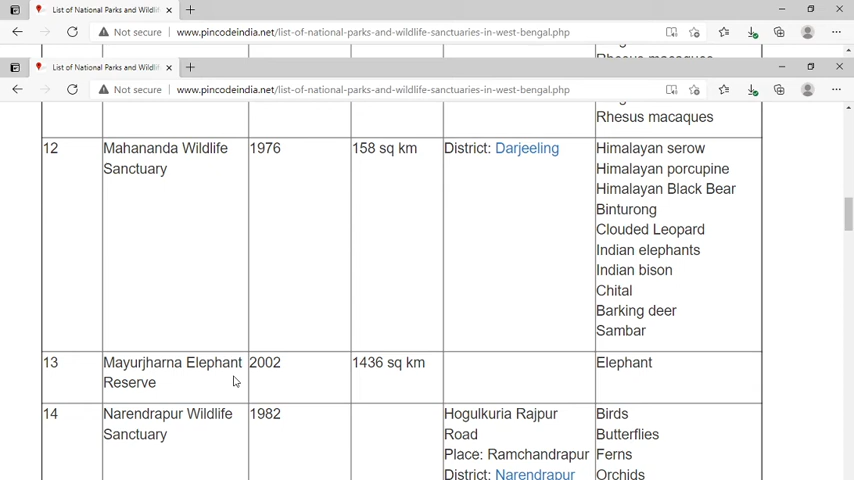 List of National Parks and Wildlif
Not secure | www.pincodeindia.net/list-of-national-parks-and-wildlife-sanctuaries-in-west-bengal.php
List of National Parks and Wildlif
Not secure | www.pincodeindia.net/list-of-national-parks-and-wildlife-sanctuaries-in-west-bengal.php
Rhesus macaques
12 Mahananda Wildlife 1976 158 sq km District: Darjeeling Himalayan serow
Sanctuary Himalayan porcupine
Himalayan Black Bear
Binturong
Clouded Leopard
Indian elephants
Indian bison
Chital
Barking deer
Sambar
13 Mayurjharna Elephant 2002 1436 sq km Elephant
Reserve
14 Narendrapur Wildlife 1982 Hogulkuria Rajpur Birds
Sanctuary Road Butterflies
Place: Ramchandrapur Ferns
District: Narendrapur Orchids